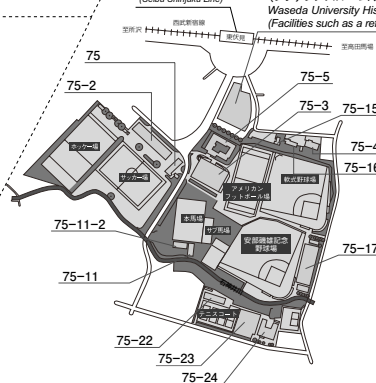 (Seibu Shinjuku Line)
Waseda University His
(Facilities such as a ret
西武新宿線
至所沢
東伏見
至高田馬場
75
75-2
75-5
75-3
75-15
75-4
75-16
ホッケー場
サッカー場
アメリカン
フットボール場
軟式野球場
本馬場
サブ馬場
安部磯雄記念
野球場
75-11-2
75-11
75-17
テニスコート
75-22
75-23
75-24